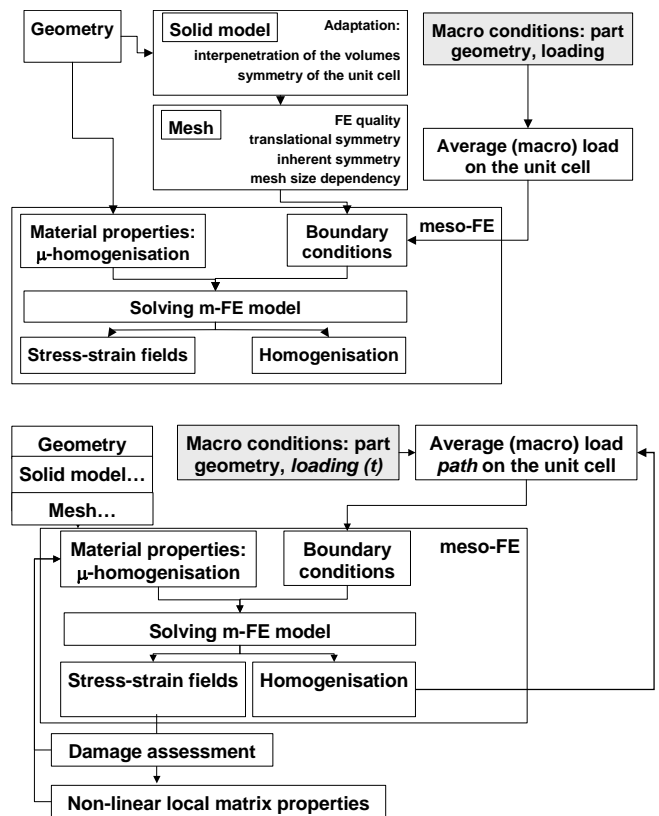 Geometry
Solid model
Adaptation:
interpenetration of the volumes
symmetry of the unit cell
Macro conditions: part
geometry, loading
Mesh
FE quality
translational symmetry
inherent symmetry
mesh size dependency
Average (macro) load
on the unit cell
meso-FE
Material properties:
μ-homogenisation
Boundary
conditions
Solving m-FE model
Stress-strain fields
Homogenisation
Geometry
Solid model…
Mesh…
Macro conditions: part
geometry, loading (t)
Average (macro) load
path on the unit cell
meso-FE
Material properties:
μ-homogenisation
Boundary
conditions
Solving m-FE model
Stress-strain fields
Homogenisation
Damage assessment
Non-linear local matrix properties